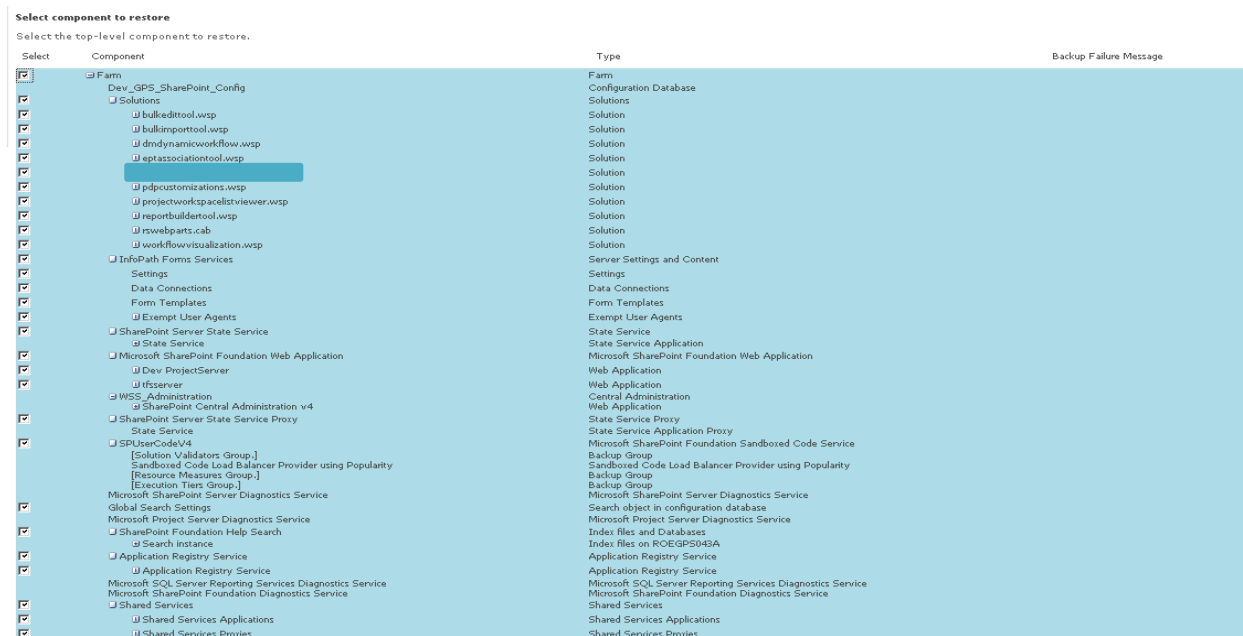 Select component to restore
Select the top-level component to restore.
Select Component Type Backup Failure Message
Farm Farm
Dev_GPS_SharePoint_Config Configuration Database
Solutions Solutions
bulkedittool.wsp Solution
bulkimporttool.wsp Solution
dmdynamicworkflow.wsp Solution
eptassociationtool.wsp Solution
Solution
pdpcustomizations.wsp Solution
projectworkspacelistviewer.wsp Solution
reportbuildertool.wsp Solution
rswebparts.cab Solution
workflowvisualization.wsp Solution
InfoPath Forms Services Server Settings and Content
Settings Settings
Data Connections Data Connections
Form Templates Form Templates
Exempt User Agents Exempt User Agents
SharePoint Server State Service State Service
State Service State Service Application
Microsoft SharePoint Foundation Web Application Microsoft SharePoint Foundation Web Application
Dev ProjectServer Web Application
tfsserver Web Application
WSS_Administration Central Administration
SharePoint Central Administration v4 Web Application
SharePoint Server State Service Proxy State Service Proxy
State Service State Service Application Proxy
SPUserCodeV4 Microsoft SharePoint Foundation Sandboxed Code Service
[Solution Validators Group.] Backup Group
Sandboxed Code Load Balancer Provider using Popularity Sandboxed Code Load Balancer Provider using Popularity
[Resource Measures Group.] Backup Group
[Execution Tiers Group.] Backup Group
Microsoft SharePoint Server Diagnostics Service Microsoft SharePoint Server Diagnostics Service
Global Search Settings Search object in configuration database
Microsoft Project Server Diagnostics Service Microsoft Project Server Diagnostics Service
SharePoint Foundation Help Search Index files and Databases
Search instance Index files on ROEGPS043A
Application Registry Service Application Registry Service
Application Registry Service Application Registry Service
Microsoft SQL Server Reporting Services Diagnostics Service Microsoft SQL Server Reporting Services Diagnostics Service
Microsoft SharePoint Foundation Diagnostics Service Microsoft SharePoint Foundation Diagnostics Service
Shared Services Shared Services
Shared Services Applications Shared Services Applications
Shared Services Proxies Shared Services Proxies